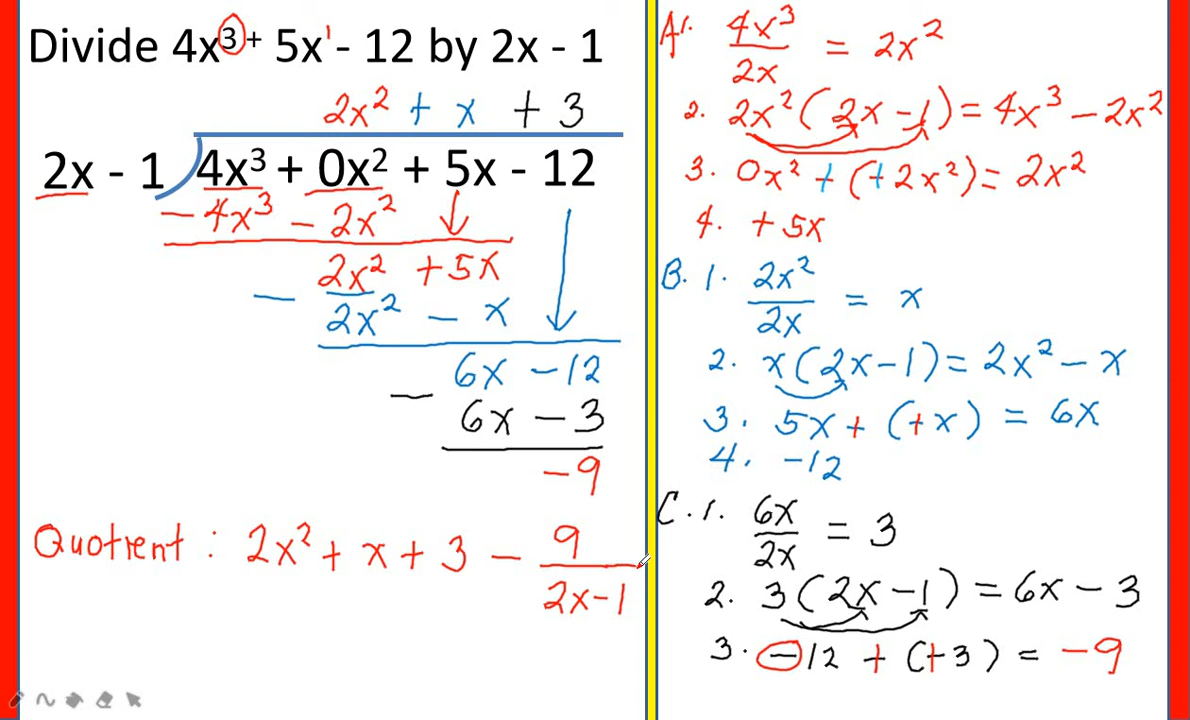 Divide 4x³ + 5x¹ - 12 by 2x - 1
2x² + x + 3
2x - 1 4x³ + 0x² + 5x - 12
- 4x³ - 2x²
2x² + 5x
- 2x² - x
6x - 12
- 6x - 3
-9
Quotient : 2x² + x + 3 - 9/(2x-1)
A 1. 4x³/2x = 2x²
2. 2x²(2x-1) = 4x³ - 2x²
3. 0x² + (+2x²) = 2x²
4. +5x
B. 1. 2x²/2x = x
2. x(2x-1) = 2x² - x
3. 5x + (+x) = 6x
4. -12
C. 1. 6x/2x = 3
2. 3(2x-1) = 6x - 3
3. -12 + (+3) = -9